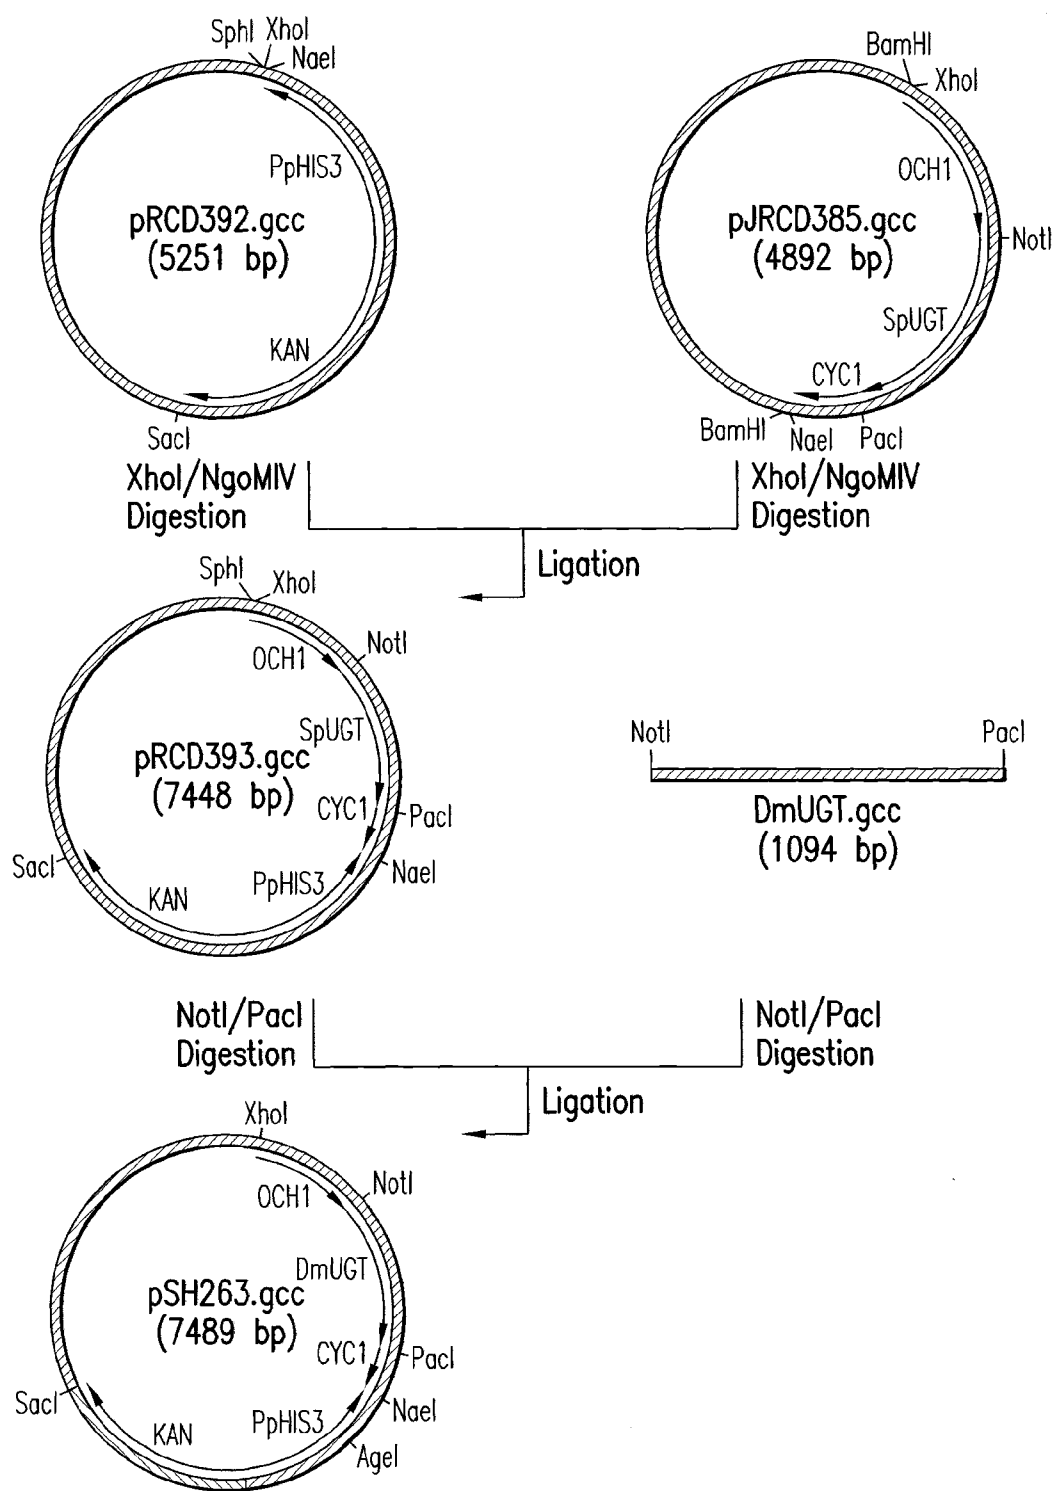 SphI XhoI
NaeI
PpHIS3
pRCD392.gcc
(5251 bp)
KAN
SacI
BamHI
XhoI
OCH1
pJRCD385.gcc
(4892 bp)
NotI
SpUGT
CYC1
BamHI NaeI PacI
XhoI/NgoMIV
Digestion
XhoI/NgoMIV
Digestion
Ligation
SphI XhoI
OCH1
NotI
SpUGT
pRCD393.gcc
(7448 bp)
CYC1
PacI
SacI
NaeI
KAN
PpHIS3
NotI
PacI
DmUGT.gcc
(1094 bp)
NotI/PacI
Digestion
NotI/PacI
Digestion
Ligation
XhoI
OCH1
NotI
DmUGT
pSH263.gcc
(7489 bp)
CYC1
PacI
SacI
NaeI
KAN
PpHIS3
AgeI